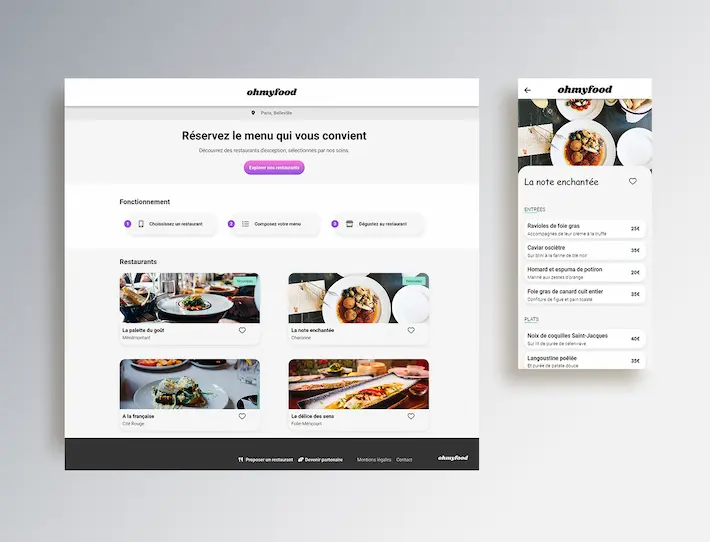 ohmyfood
Paris, Belleville
Réservez le menu qui vous convient
Découvrez des restaurants d'exception, sélectionnés par nos soins.
Explorer nos restaurants
Fonctionnement
1 Choisissez un restaurant
2 Composez votre menu
3 Dégustez au restaurant
Restaurants
Nouveau
Nouveau
La palette du goût
Ménilmontant
La note enchantée
Charonne
A la française
Cité Rouge
Le délice des sens
Folie-Méricourt
Proposer un restaurant
Devenir partenaire
Mentions légales
Contact
ohmyfood
ohmyfood
La note enchantée
ENTRÉES
Ravioles de foie gras 25€
Accompagnés de leur crème à la truffe
Caviar osciètre 35€
Sur blini à la farine de blé noir
Homard et espuma de potiron 20€
Mariné aux zestes d'orange
Foie gras de canard cuit entier 35€
Confiture de figue et pain toasté
PLATS
Noix de coquilles Saint-Jacques 40€
Sur lit de purée de celeri-rave
Langoustine poêlée 35€
Et purée de patate douce